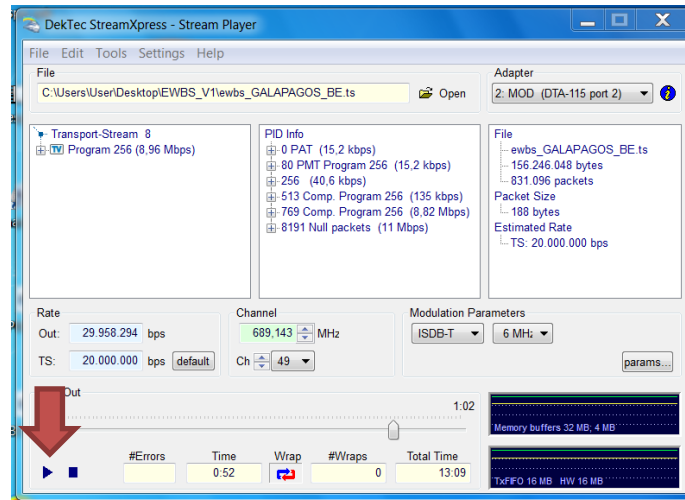 DekTec StreamXpress - Stream Player
File Edit Tools Settings Help
File
C:\Users\User\Desktop\EWBS_V1\ewbs_GALAPAGOS_BE.ts
Open
Adapter
2: MOD (DTA-115 port 2)
Transport-Stream 8
TV Program 256 (8,96 Mbps)
PID Info
0 PAT (15,2 kbps)
80 PMT Program 256 (15,2 kbps)
256 (40,6 kbps)
513 Comp. Program 256 (135 kbps)
769 Comp. Program 256 (8,82 Mbps)
8191 Null packets (11 Mbps)
File
ewbs_GALAPAGOS_BE.ts
156.246.048 bytes
831.096 packets
Packet Size
188 bytes
Estimated Rate
TS: 20.000.000 bps
Rate
Out: 29.958.294 bps
TS: 20.000.000 bps default
Channel
689,143 MHz
Ch 49
Modulation Parameters
ISDB-T 6 MHz
params...
Out
1:02
#Errors Time Wrap #Wraps Total Time
0:52 0 13:09
Memory buffers 32 MB; 4 MB
TxFIFO 16 MB HW 16 MB